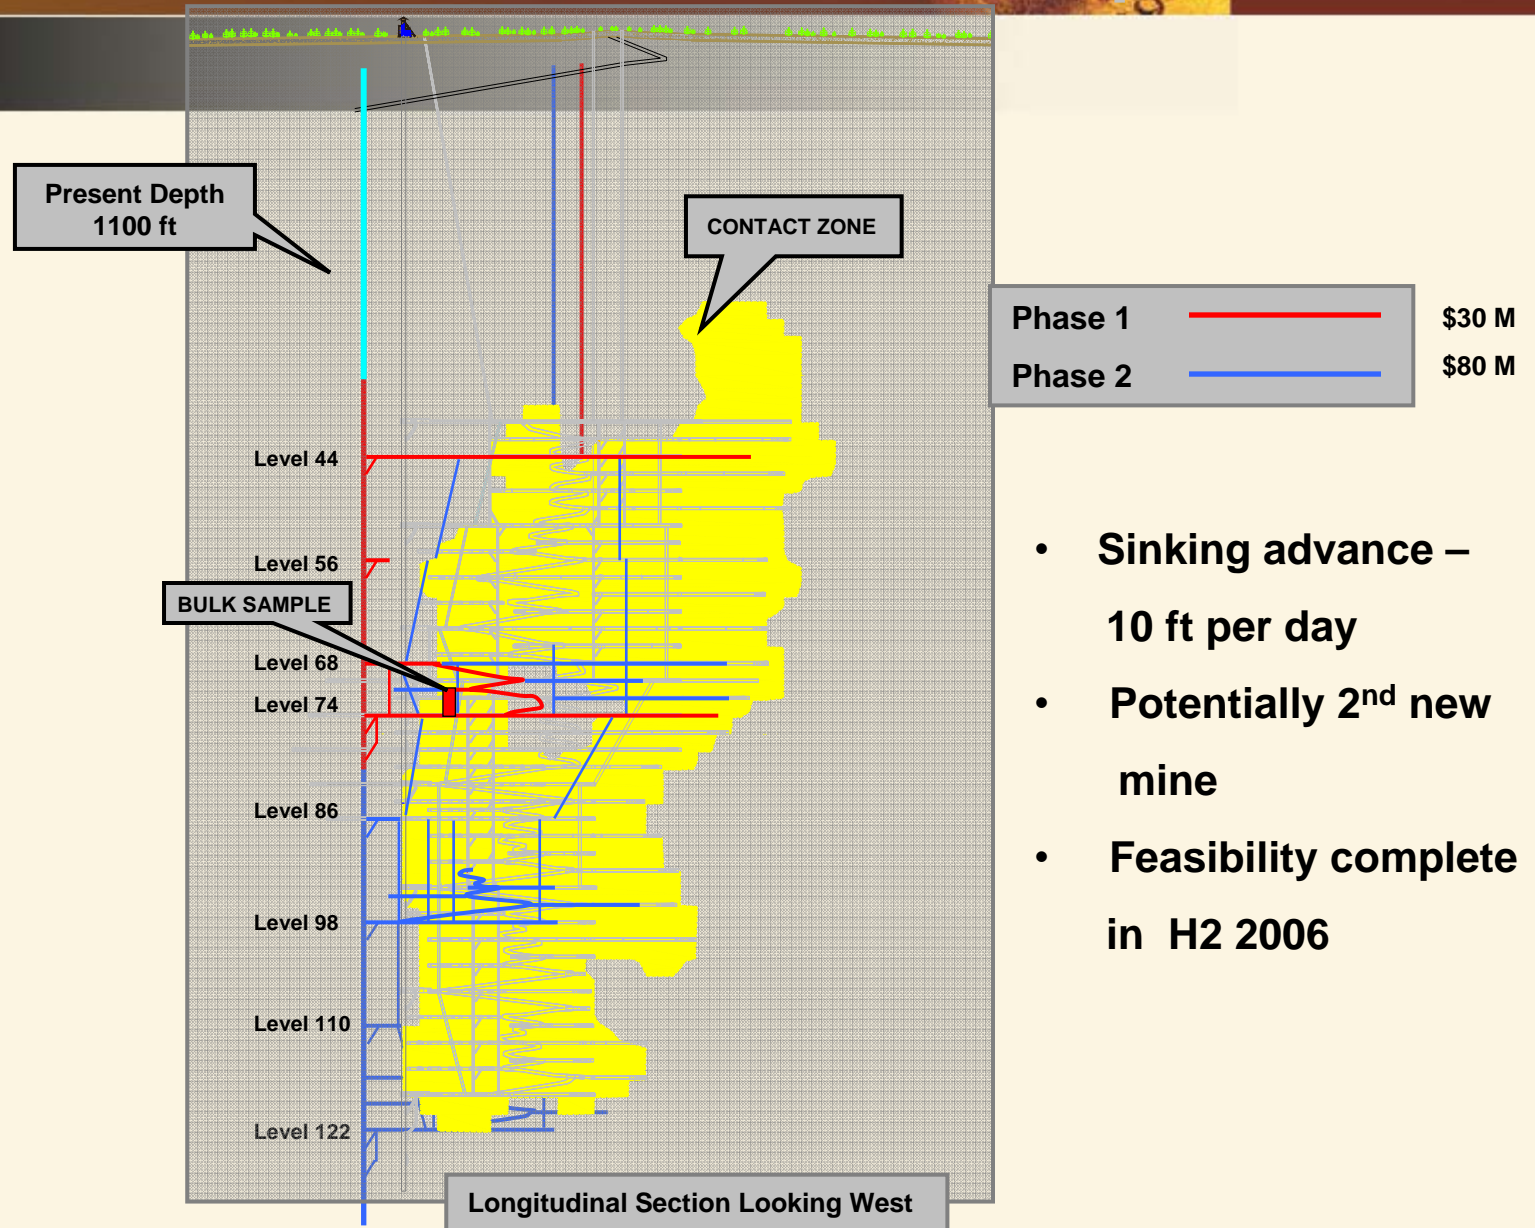 Present Depth
1100 ft
CONTACT ZONE
Phase 1
$30 M
Phase 2
$80 M
Level 44
Level 56
BULK SAMPLE
Level 68
Level 74
Level 86
Level 98
Level 110
Level 122
Longitudinal Section Looking West
• Sinking advance –
10 ft per day
• Potentially 2nd new
mine
• Feasibility complete
in H2 2006